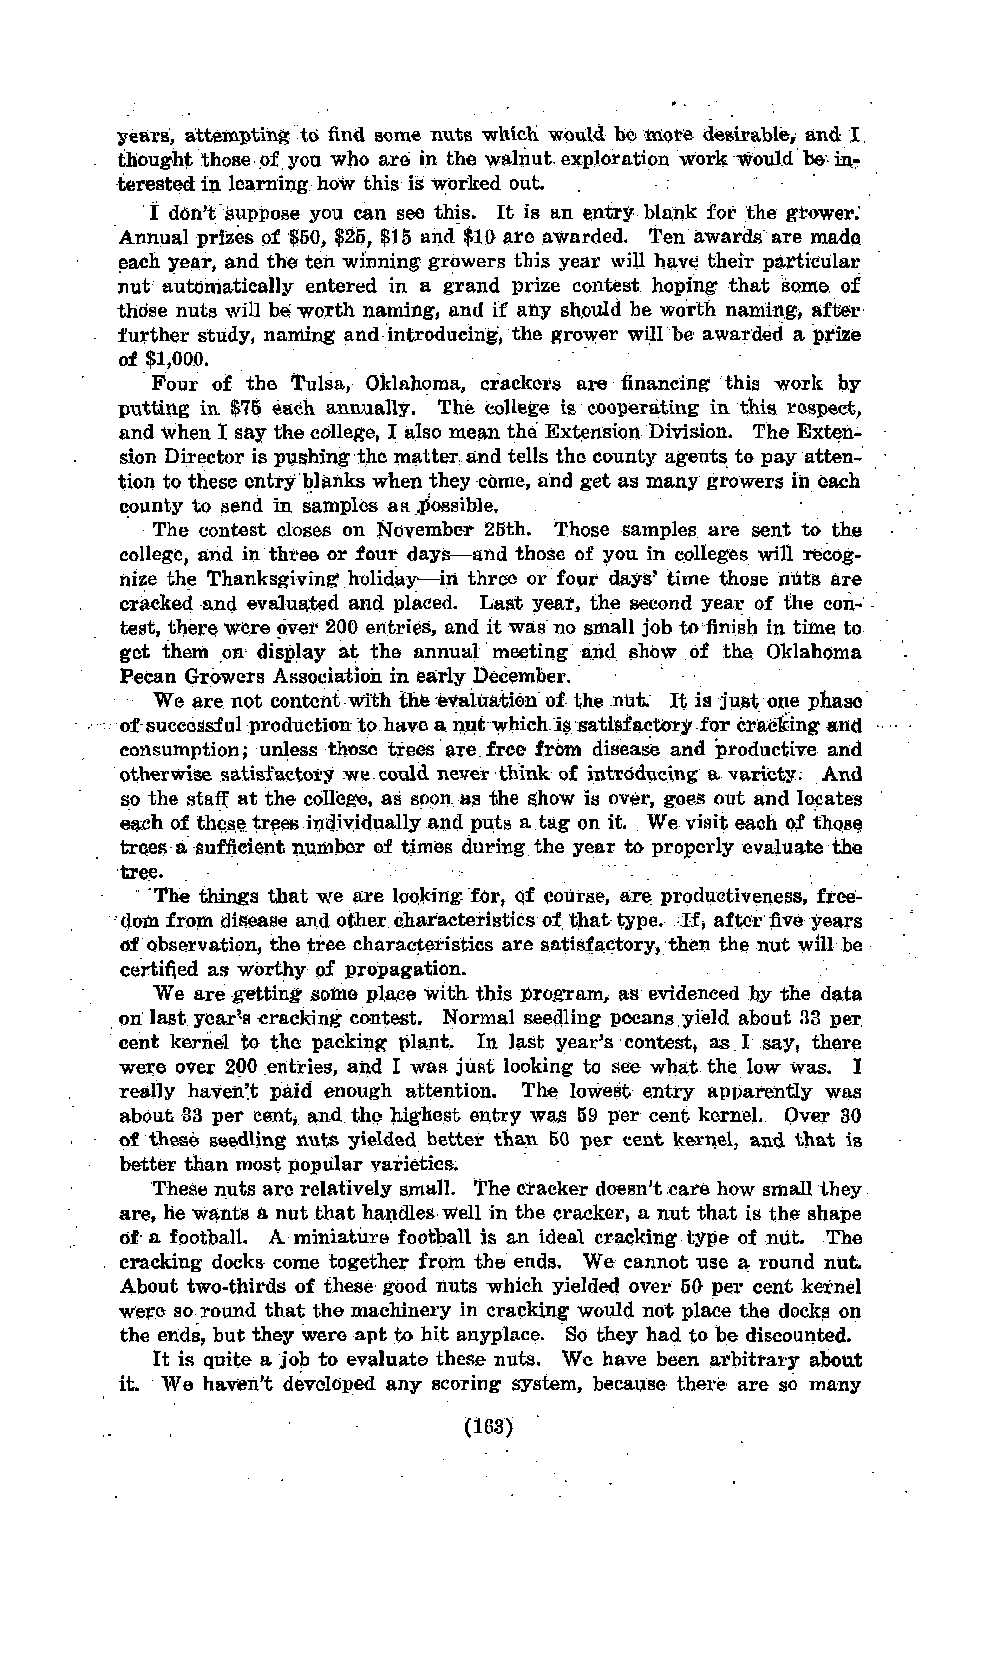 years, attempting to find some nuts which would be more desirable, and I
thought those of you who are in the walnut exploration work would be in-
terested in learning how this is worked out.
I don't suppose you can see this. It is an entry blank for the grower.
Annual prizes of $50, $25, $15 and $10 are awarded. Ten awards are made
each year, and the ten winning growers this year will have their particular
nut automatically entered in a grand prize contest hoping that some of
those nuts will be worth naming, and if any should be worth naming, after
further study, naming and introducing, the grower will be awarded a prize
of $1,000.
Four of the Tulsa, Oklahoma, crackers are financing this work by
putting in $75 each annually. The college is cooperating in this respect,
and when I say the college, I also mean the Extension Division. The Exten-
sion Director is pushing the matter and tells the county agents to pay atten-
tion to these entry blanks when they come, and get as many growers in each
county to send in samples as possible.
The contest closes on November 25th. Those samples are sent to the
college, and in three or four days—and those of you in colleges will recog-
nize the Thanksgiving holiday—in three or four days' time those nuts are
cracked and evaluated and placed. Last year, the second year of the con-
test, there were over 200 entries, and it was no small job to finish in time to
get them on display at the annual meeting and show of the Oklahoma
Pecan Growers Association in early December.
We are not content with the evaluation of the nut. It is just one phase
of successful production to have a nut which is satisfactory for cracking and
consumption; unless those trees are free from disease and productive and
otherwise satisfactory we could never think of introducing a variety. And
so the staff at the college, as soon as the show is over, goes out and locates
each of these trees individually and puts a tag on it. We visit each of those
trees a sufficient number of times during the year to properly evaluate the
tree.
The things that we are looking for, of course, are productiveness, free-
dom from disease and other characteristics of that type. If, after five years
of observation, the tree characteristics are satisfactory, then the nut will be
certified as worthy of propagation.
We are getting some place with this program, as evidenced by the data
on last year's cracking contest. Normal seedling pecans yield about 33 per
cent kernel to the packing plant. In last year's contest, as I say, there
were over 200 entries, and I was just looking to see what the low was. I
really haven't paid enough attention. The lowest entry apparently was
about 33 per cent, and the highest entry was 59 per cent kernel. Over 30
of these seedling nuts yielded better than 50 per cent kernel, and that is
better than most popular varieties.
These nuts are relatively small. The cracker doesn't care how small they
are, he wants a nut that handles well in the cracker, a nut that is the shape
of a football. A miniature football is an ideal cracking type of nut. The
cracking docks come together from the ends. We cannot use a round nut.
About two-thirds of these good nuts which yielded over 50 per cent kernel
were so round that the machinery in cracking would not place the docks on
the ends, but they were apt to hit anyplace. So they had to be discounted.
It is quite a job to evaluate these nuts. We have been arbitrary about
it. We haven't developed any scoring system, because there are so many
(163)